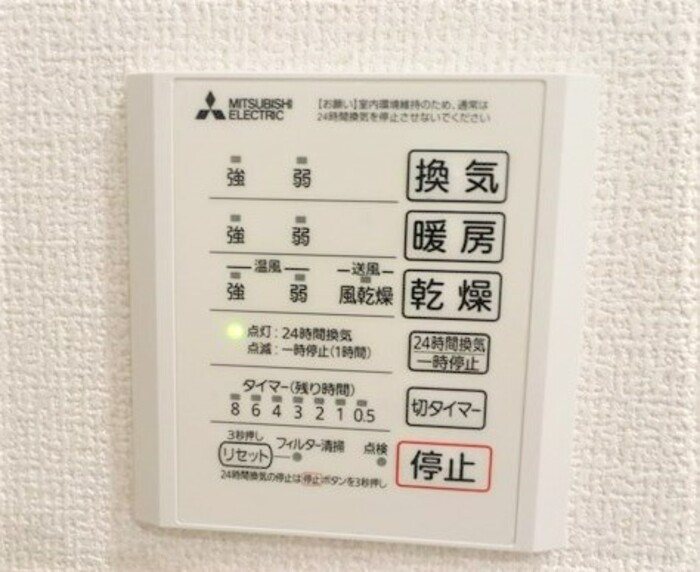 MITSUBISHI
ELECTRIC
【お願い】室内環境維持のため、通常は
24時間換気を停止させないでください
強 弱 換気
強 弱 暖房
温風 送風
強 弱 風乾燥 乾燥
点灯:24時間換気
点滅:一時停止(1時間)
24時間換気
一時停止
タイマー(残り時間)
8 6 4 3 2 1 0.5
切タイマー
3秒押し
リセット フィルター清掃 点検
停止
24時間換気の停止は停止ボタンを3秒押し